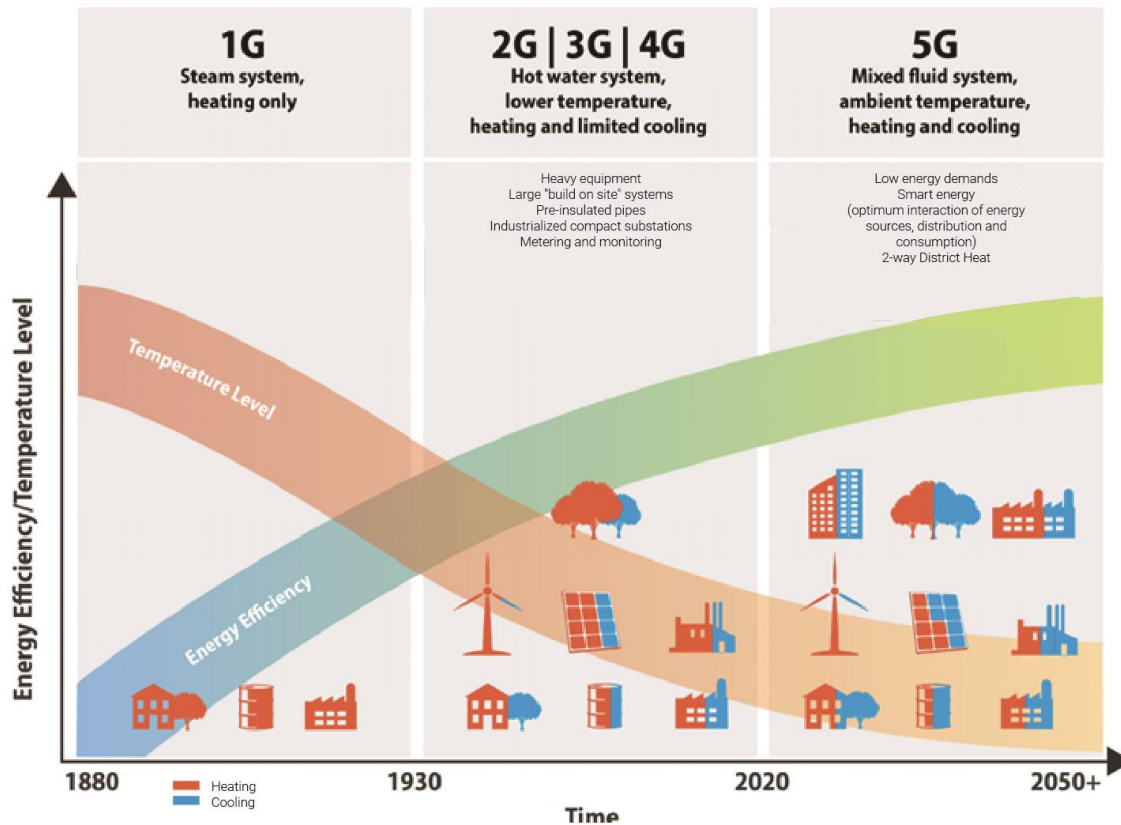 1G
Steam system,
heating only
2G | 3G | 4G
Hot water system,
lower temperature,
heating and limited cooling
5G
Mixed fluid system,
ambient temperature,
heating and cooling
Heavy equipment
Large "build on site" systems
Pre-insulated pipes
Industrialized compact substations
Metering and monitoring
Low energy demands
Smart energy
(optimum interaction of energy
sources, distribution and
consumption)
2-way District Heat
Energy Efficiency/Temperature Level
Temperature Level
Energy Efficiency
1880
1930
2020
2050+
Heating
Cooling
Time